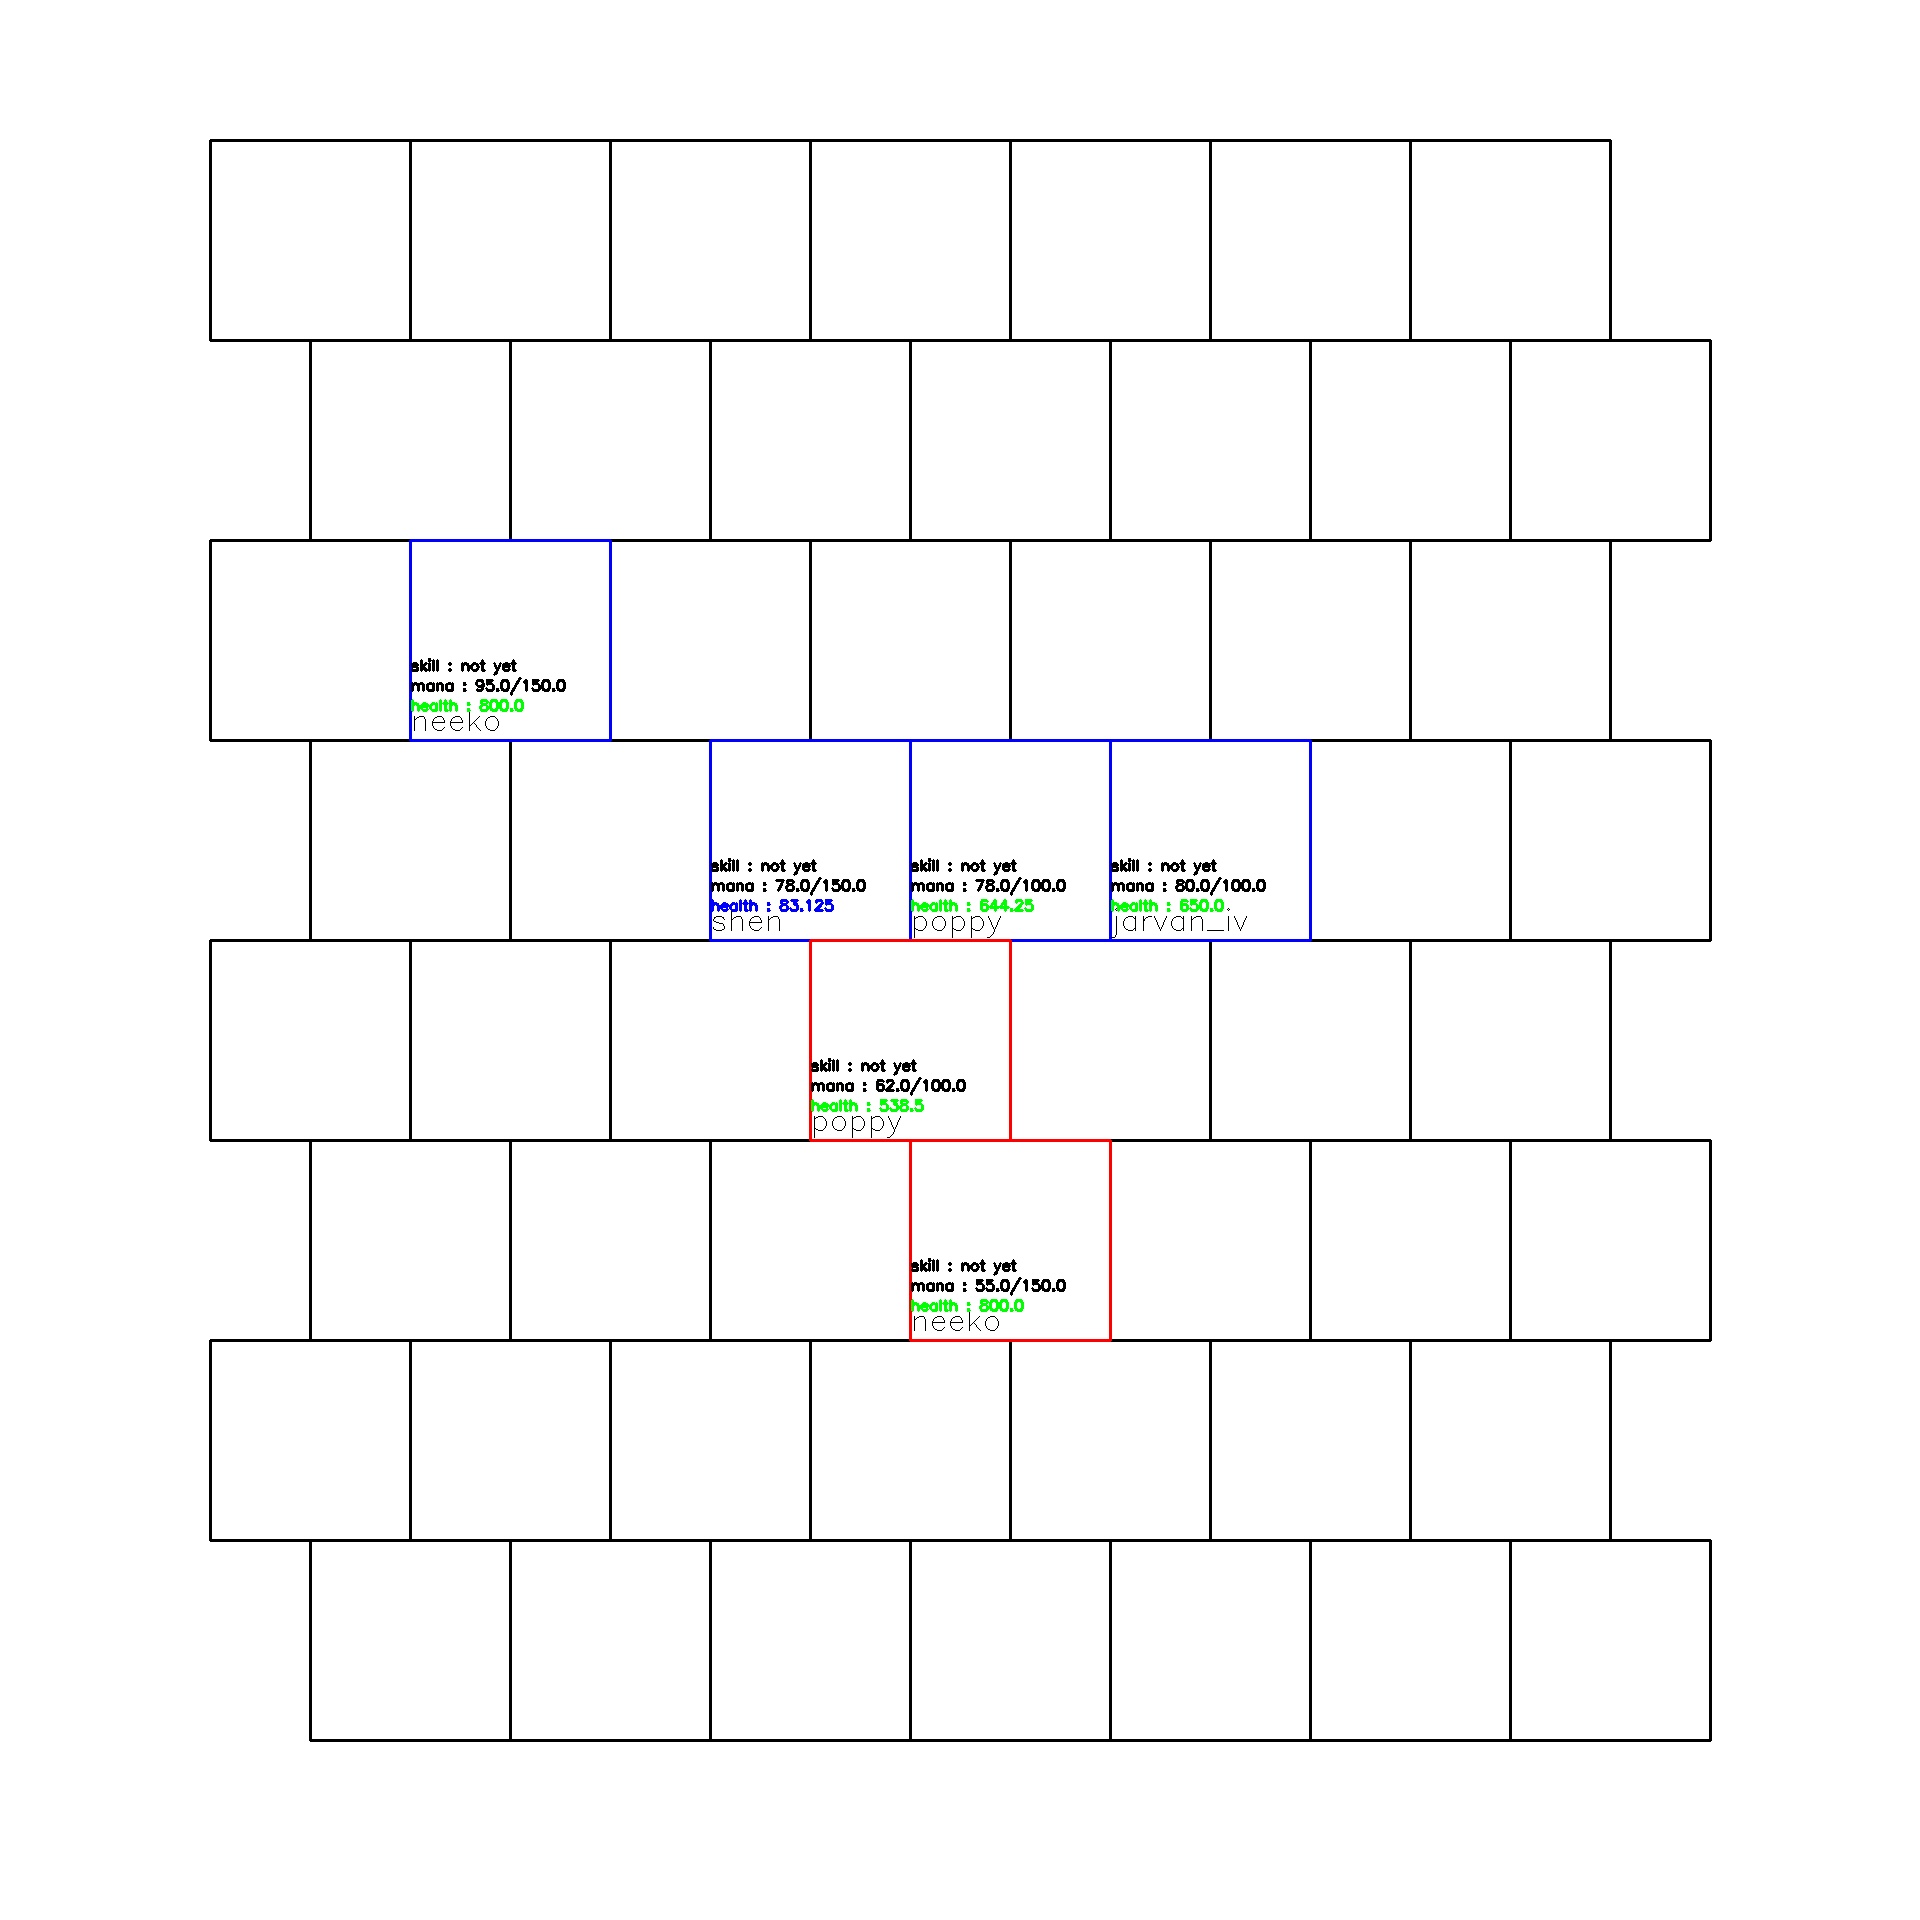 skill : not yet
mana : 95.0/150.0
health : 800.0
neeko
skill : not yet
mana : 78.0/150.0
health : 83.125
shen
skill : not yet
mana : 78.0/100.0
health : 644.25
poppy
skill : not yet
mana : 80.0/100.0
health : 650.0
jarvan_iv
skill : not yet
mana : 62.0/100.0
health : 538.5
poppy
skill : not yet
mana : 55.0/150.0
health : 800.0
neeko